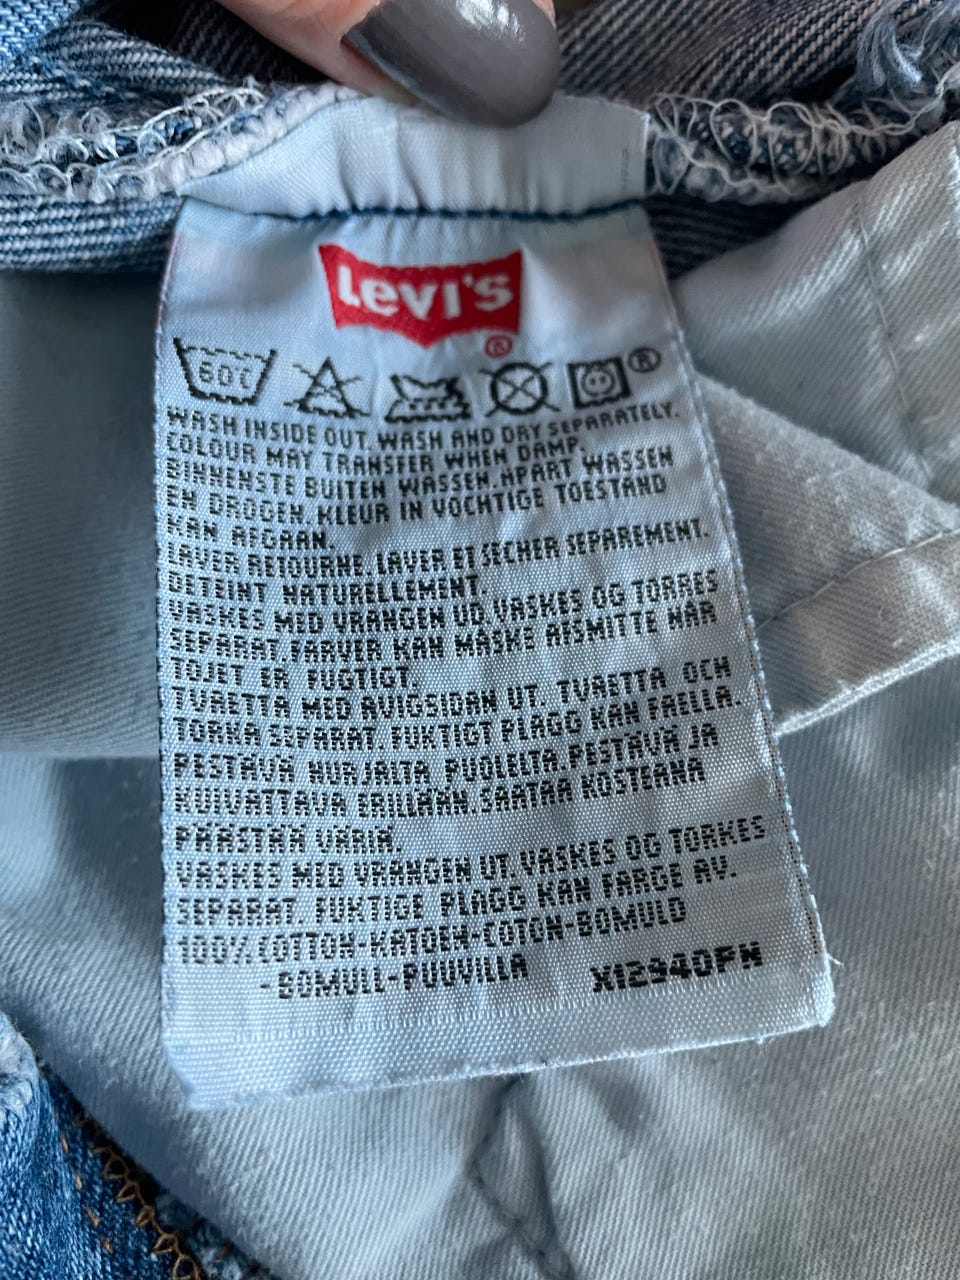 Levi's
®
60°C
®
WASH INSIDE OUT. WASH AND DRY SEPARATELY.
COLOUR MAY TRANSFER WHEN DAMP.
BINNENSTE BUITEN WASSEN. APART WASSEN
EN DROGEN. KLEUR IN VOCHTIGE TOESTAND
KAN AFGAAN.
LAVER RETOURNE. LAVER ET SECHER SEPAREMENT.
DETEINT NATURELLEMENT.
VASKES MED VRANGEN UD. VASKES OG TORRES
SEPARAT. FARVER KAN MÅSKE AFSMITTE NÅR
TOJET ER FUGTIGT.
TVAETTA MED AVIGSIDAN UT. TVAETTA OCH
TORKA SEPARAT. FUKTIGT PLAGG KAN FAELLA.
PESTÄVÄ NURJALTA PUOLELTA. PESTÄVÄ JA
KUIVATTAVA ERILLÄÄN. SAATAA KOSTEANA
PÄÄSTÄÄ VÄRIÄ.
VASKES MED VRANGEN UT. VASKES OG TORKES
SEPARAT. FUKTIGE PLAGG KAN FARGE AV.
100% COTTON-KATOEN-COTON-BOMULD
-BOMULL-PUUVILLA X12940PN